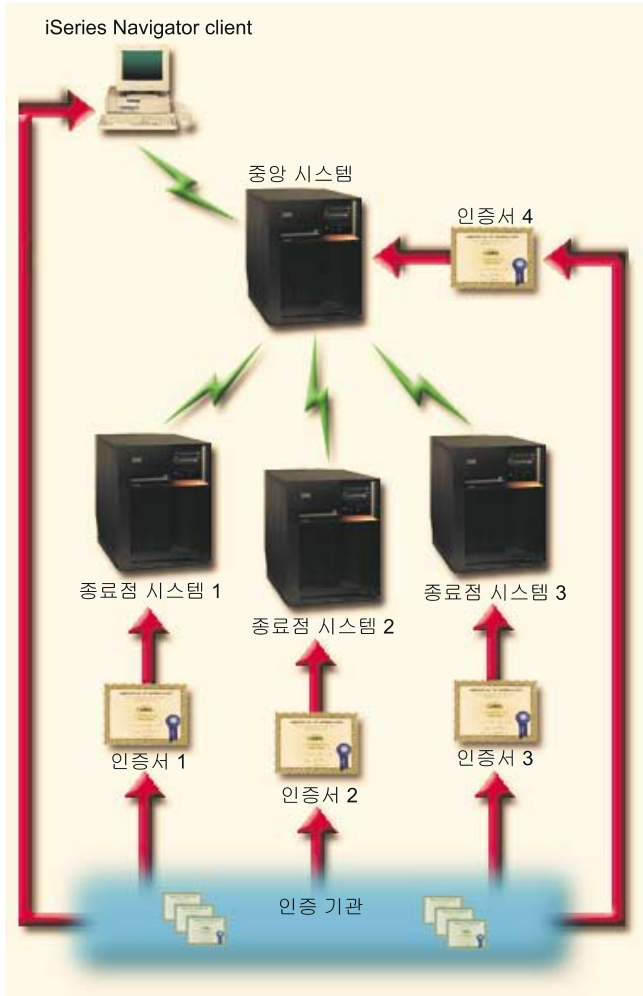 iSeries Navigator client
중앙 시스템
인증서 4
종료점 시스템 1
종료점 시스템 2
종료점 시스템 3
인증서 1
인증서 2
인증서 3
인증 기관